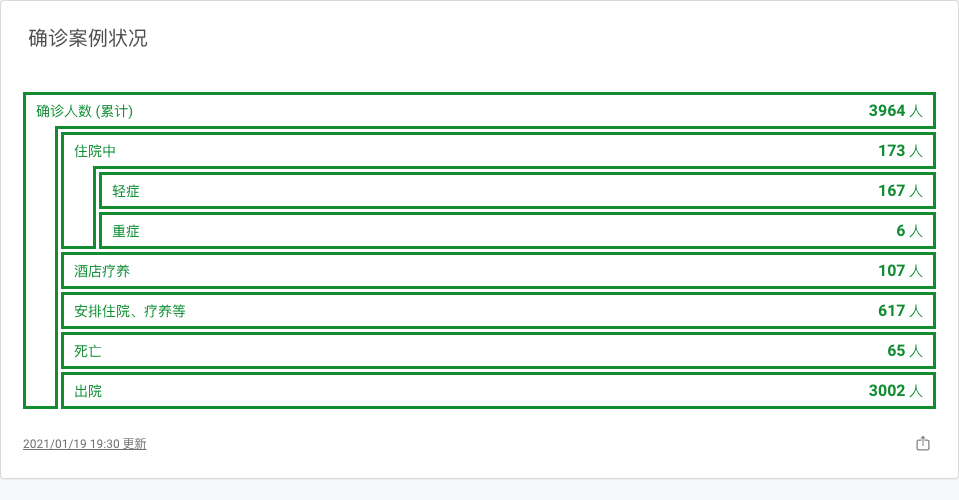 确诊案例状况
确诊人数 (累计) 3964 人
住院中 173 人
轻症 167 人
重症 6 人
酒店疗养 107 人
安排住院、疗养等 617 人
死亡 65 人
出院 3002 人
2021/01/19 19:30 更新